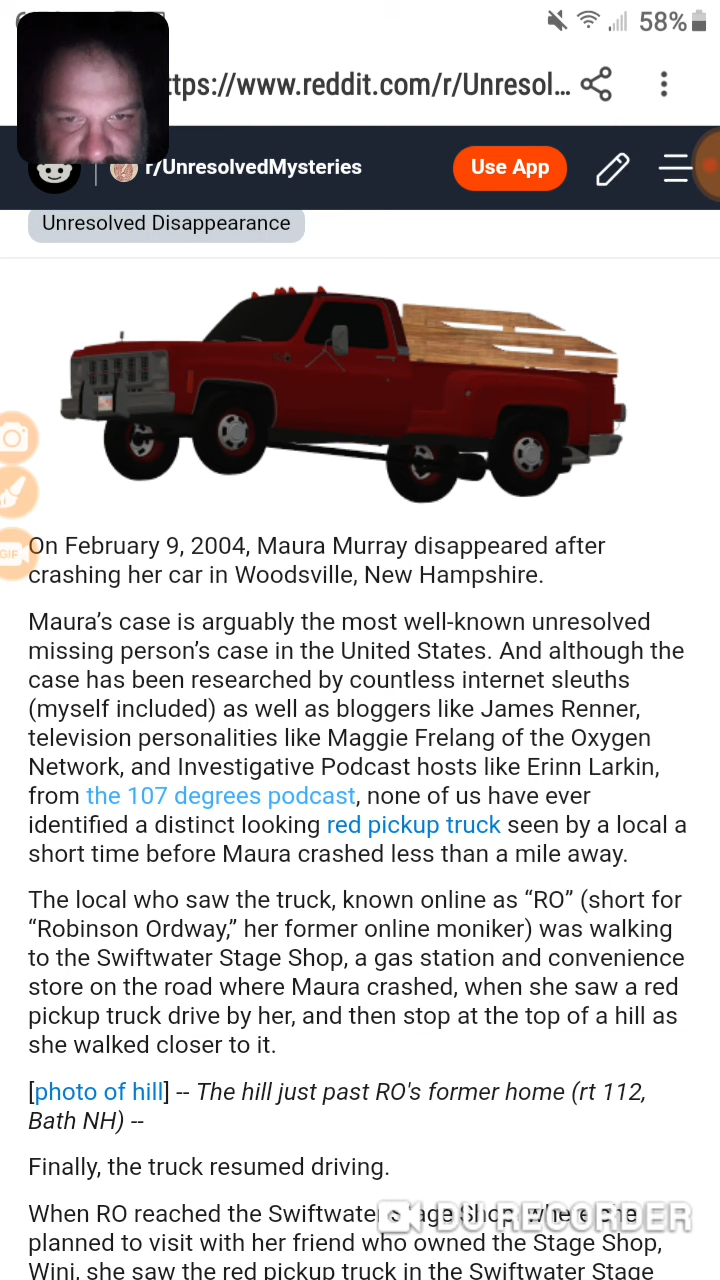 58%
ttps://www.reddit.com/r/Unresol...
r/UnresolvedMysteries
Use App
Unresolved Disappearance
GIF
On February 9, 2004, Maura Murray disappeared after
crashing her car in Woodsville, New Hampshire.
Maura’s case is arguably the most well-known unresolved
missing person’s case in the United States. And although the
case has been researched by countless internet sleuths
(myself included) as well as bloggers like James Renner,
television personalities like Maggie Frelang of the Oxygen
Network, and Investigative Podcast hosts like Erinn Larkin,
from the 107 degrees podcast, none of us have ever
identified a distinct looking red pickup truck seen by a local a
short time before Maura crashed less than a mile away.
The local who saw the truck, known online as “RO” (short for
“Robinson Ordway,” her former online moniker) was walking
to the Swiftwater Stage Shop, a gas station and convenience
store on the road where Maura crashed, when she saw a red
pickup truck drive by her, and then stop at the top of a hill as
she walked closer to it.
[photo of hill] -- The hill just past RO's former home (rt 112,
Bath NH) --
Finally, the truck resumed driving.
When RO reached the Swiftwater Stage Shop, where she
DU RECORDER
planned to visit with her friend who owned the Stage Shop,
Wini, she saw the red pickup truck in the Swiftwater Stage